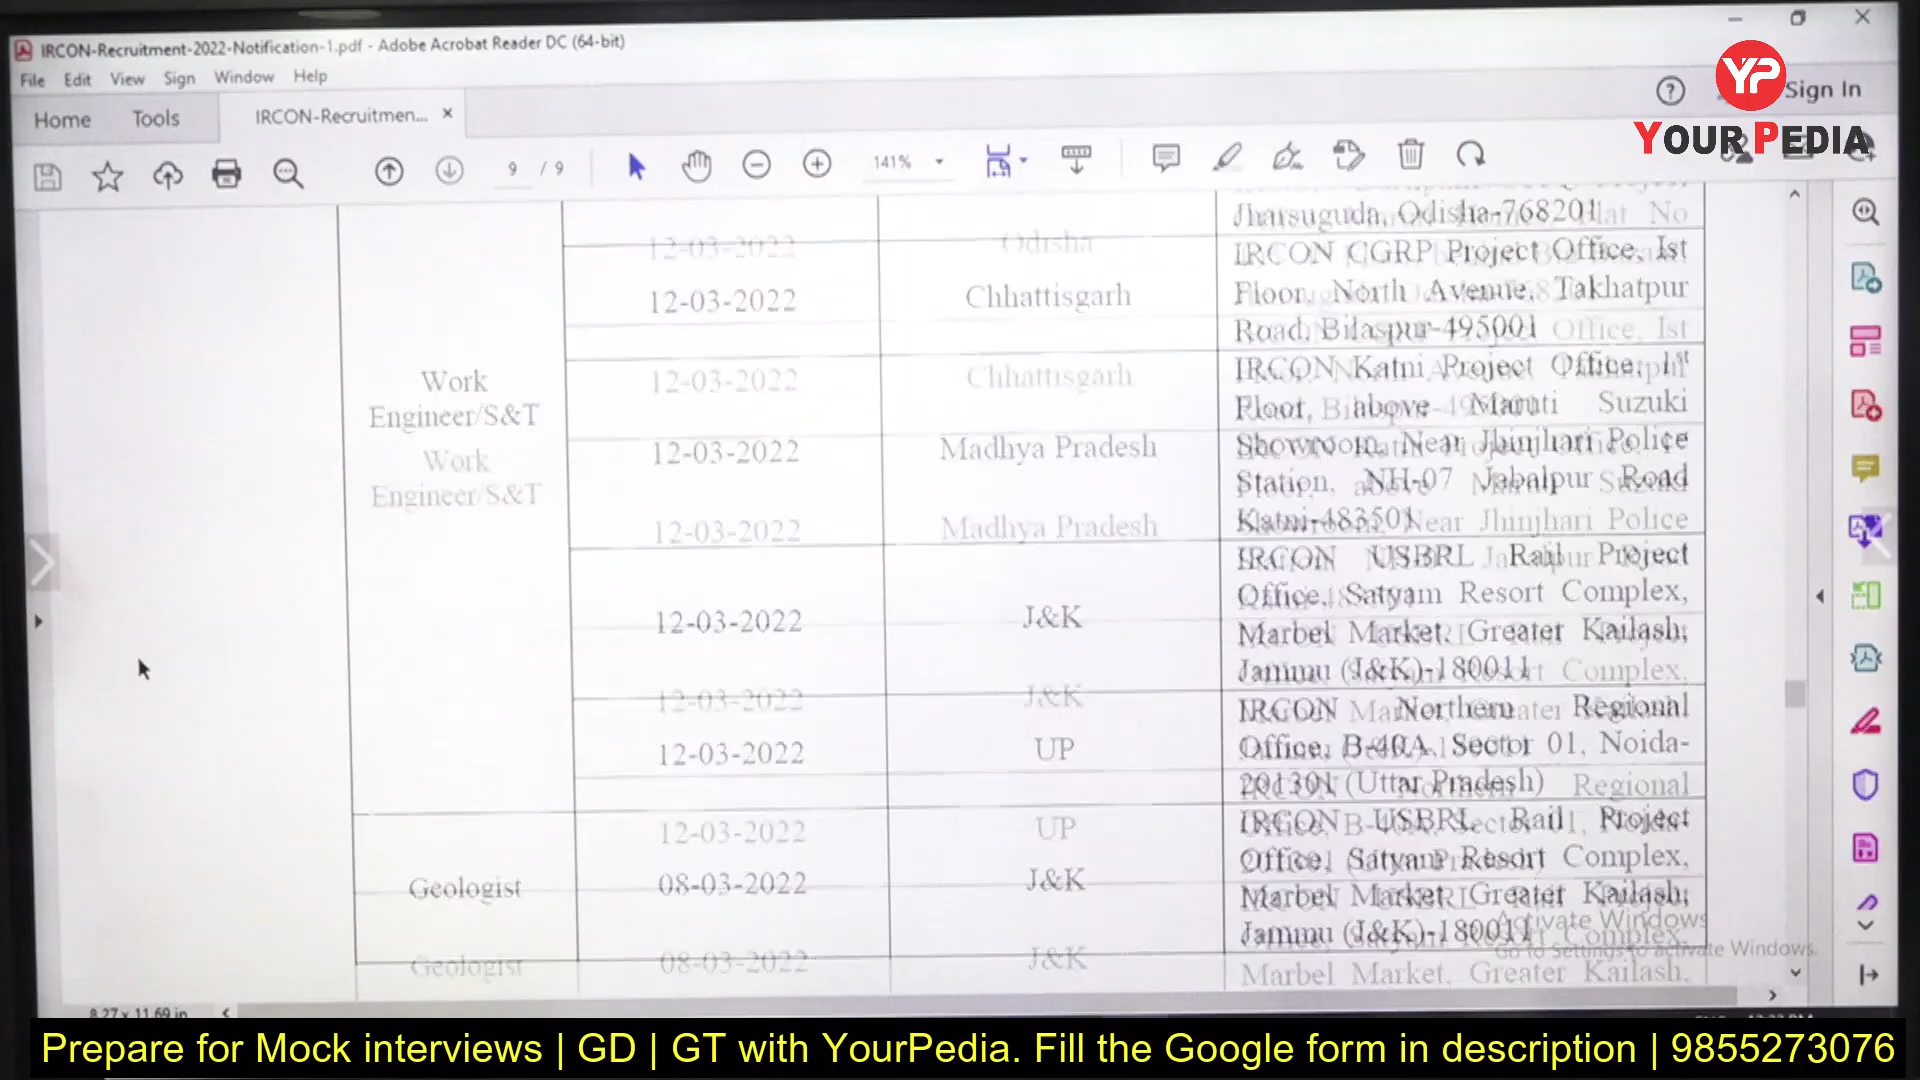 IRCON-Recruitment-2022-Notification-1.pdf - Adobe Acrobat Reader DC (64-bit)
File Edit View Sign Window Help
Home Tools IRCON-Recruitmen... ×
Sign In
YP
YOUR PEDIA
9 / 9
141%
Jharsuguda, Odisha-768201
12-03-2022 Odisha
12-03-2022 Chhattisgarh
IRCON CGRP Project Office, Ist
Floor, North Avenue, Takhatpur
Road, Bilaspur-495001
Work
Engineer/S&T
Work
Engineer/S&T
12-03-2022 Chhattisgarh
12-03-2022 Madhya Pradesh
IRCON Katni Project Office, 1st
Floor, above Maruti Suzuki
Showroom, Near Jhinjhari Police
Station, NH-07 Jabalpur Road
Katni-483501
12-03-2022 Madhya Pradesh
12-03-2022 J&K
IRCON USBRL Rail Project
Office, Satyam Resort Complex,
Marbel Market, Greater Kailash,
Jammu (J&K)-180011
12-03-2022 J&K
12-03-2022 UP
IRCON Northern Regional
Office, B-40A, Sector 01, Noida-
201301 (Uttar Pradesh)
12-03-2022 UP
Geologist 08-03-2022 J&K
IRCON USBRL Rail Project
Office, Satyam Resort Complex,
Marbel Market, Greater Kailash,
Jammu (J&K)-180011
Geologist 08-03-2022 J&K
Marbel Market, Greater Kailash,
Activate Windows
Go to Settings to activate Windows.
8.27 x 11.69 in
Prepare for Mock interviews | GD | GT with YourPedia. Fill the Google form in description | 9855273076